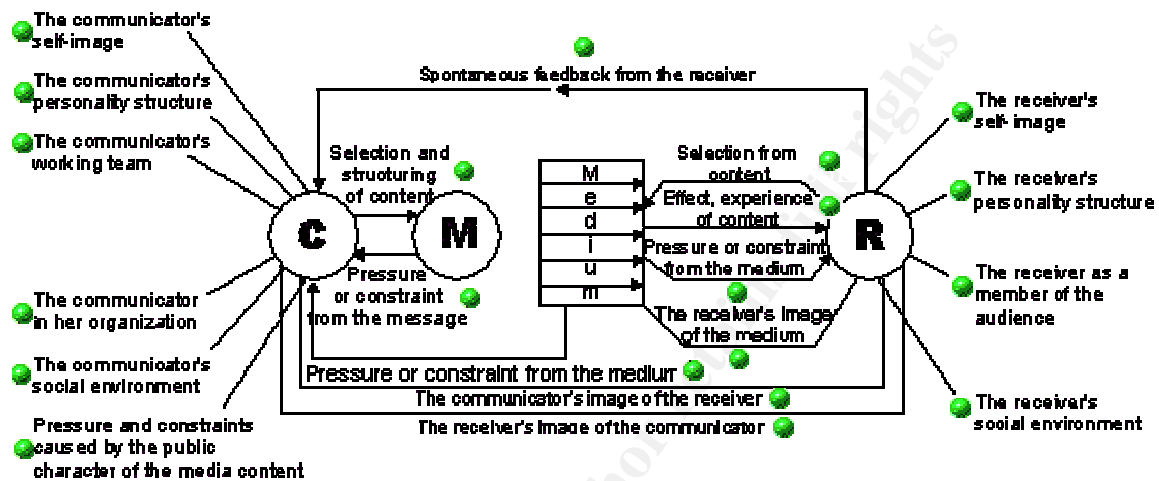 The communicator's
self-image
The communicator's
personality structure
The communicator's
working team
The communicator
in her organization
The communicator's
social environment
Pressure and constraints
caused by the public
character of the media content
Spontaneous feedback from the receiver
Selection and
structuring
of content
C
M
Pressure
or constraint
from the message
M
e
d
i
u
m
Selection from
content
Effect, experience
of content
Pressure or constraint
from the medium
The receiver's image
of the medium
R
Pressure or constraint from the medium
The communicator's image of the receiver
The receiver's image of the communicator
The receiver's
self-image
The receiver's
personality structure
The receiver as a
member of the
audience
The receiver's
social environment
rights